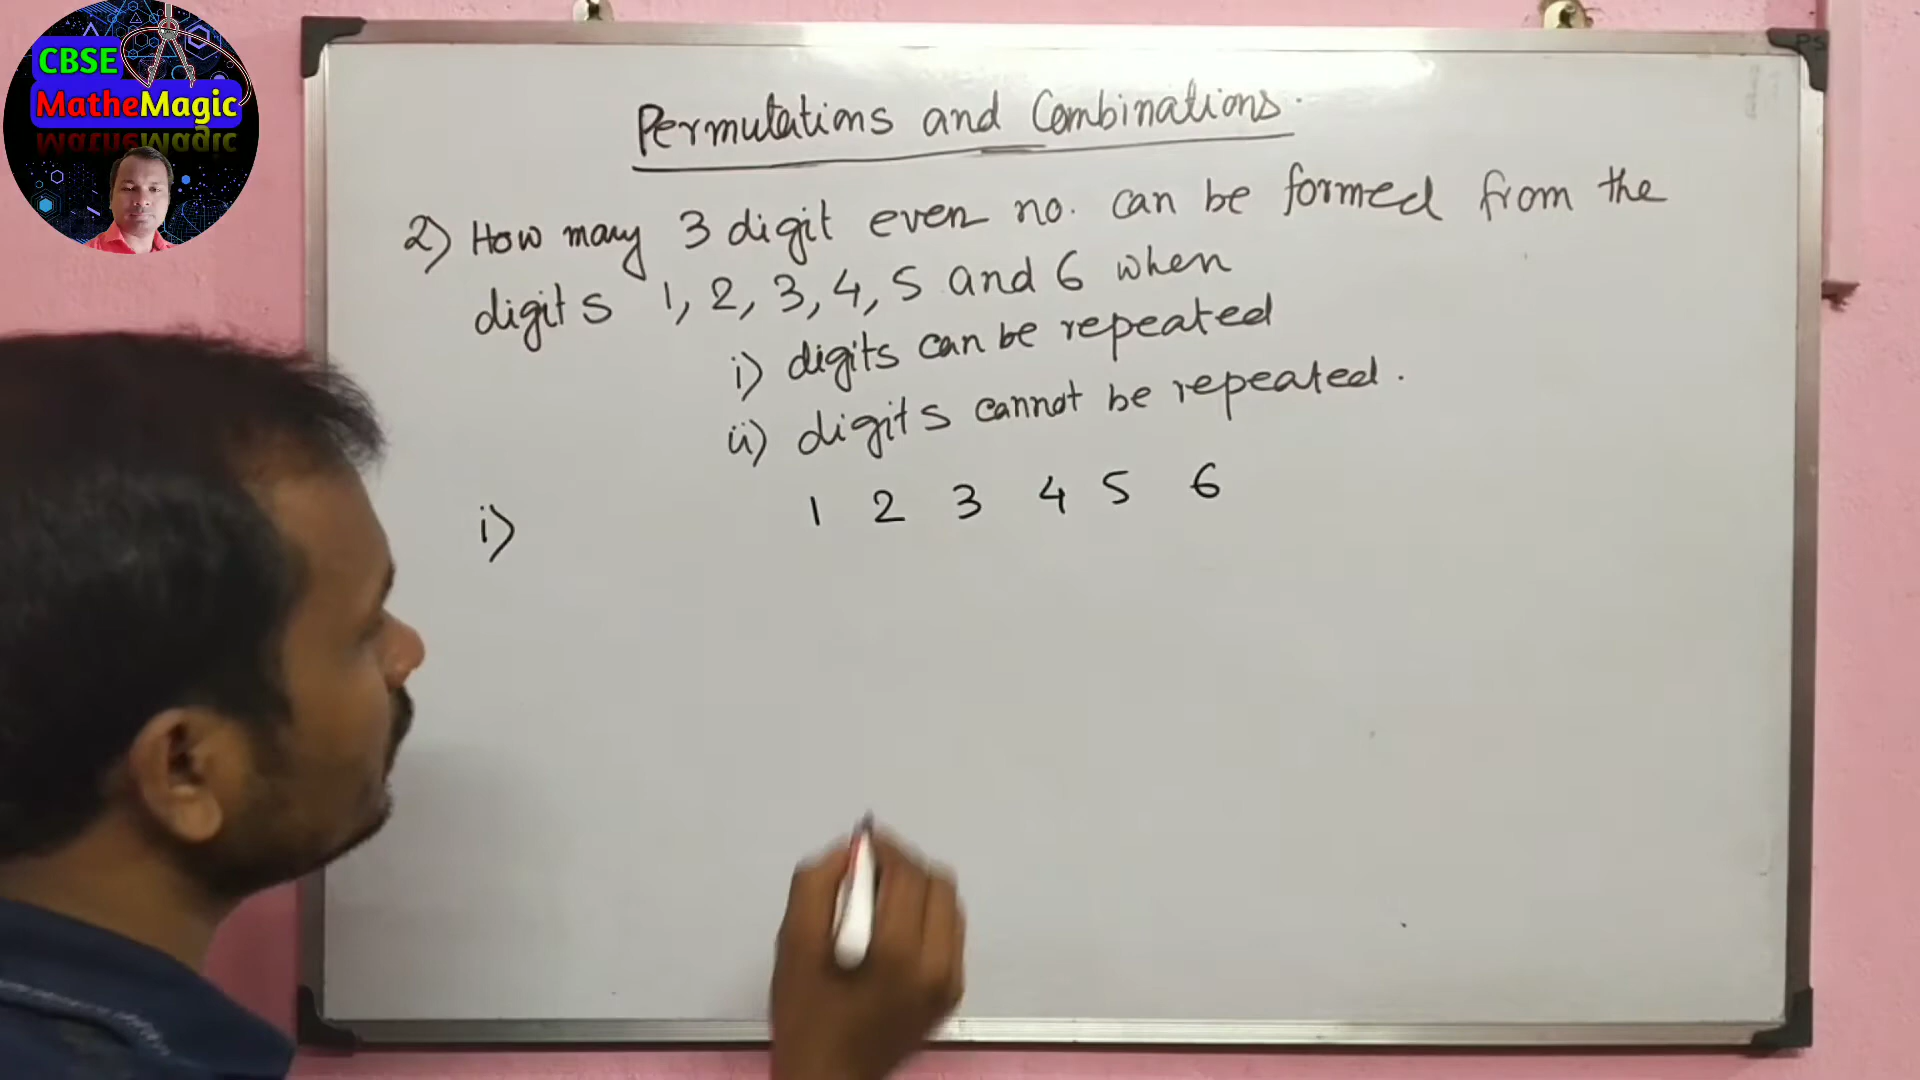 CBSE
MatheMagic
Permutations and Combinations.
2) How many 3 digit even no. can be formed from the
digits 1, 2, 3, 4, 5 and 6 when
i) digits can be repeated
ii) digits cannot be repeated.
i) 1 2 3 4 5 6